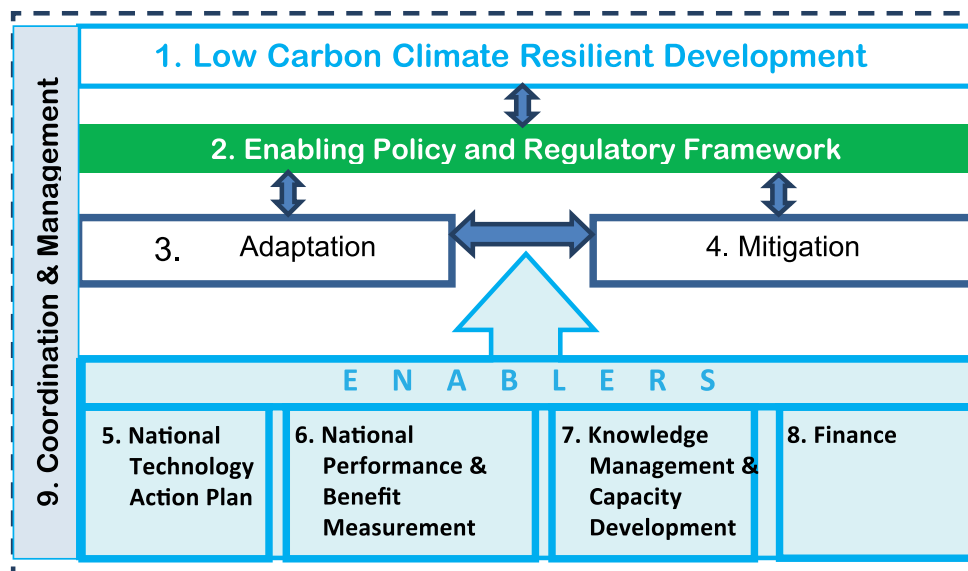 1. Low Carbon Climate Resilient Development
2. Enabling Policy and Regulatory Framework
3. Adaptation
4. Mitigation
E N A B L E R S
5. National
Technology
Action Plan
6. National
Performance &
Benefit
Measurement
7. Knowledge
Management &
Capacity
Development
8. Finance
9. Coordination & Management